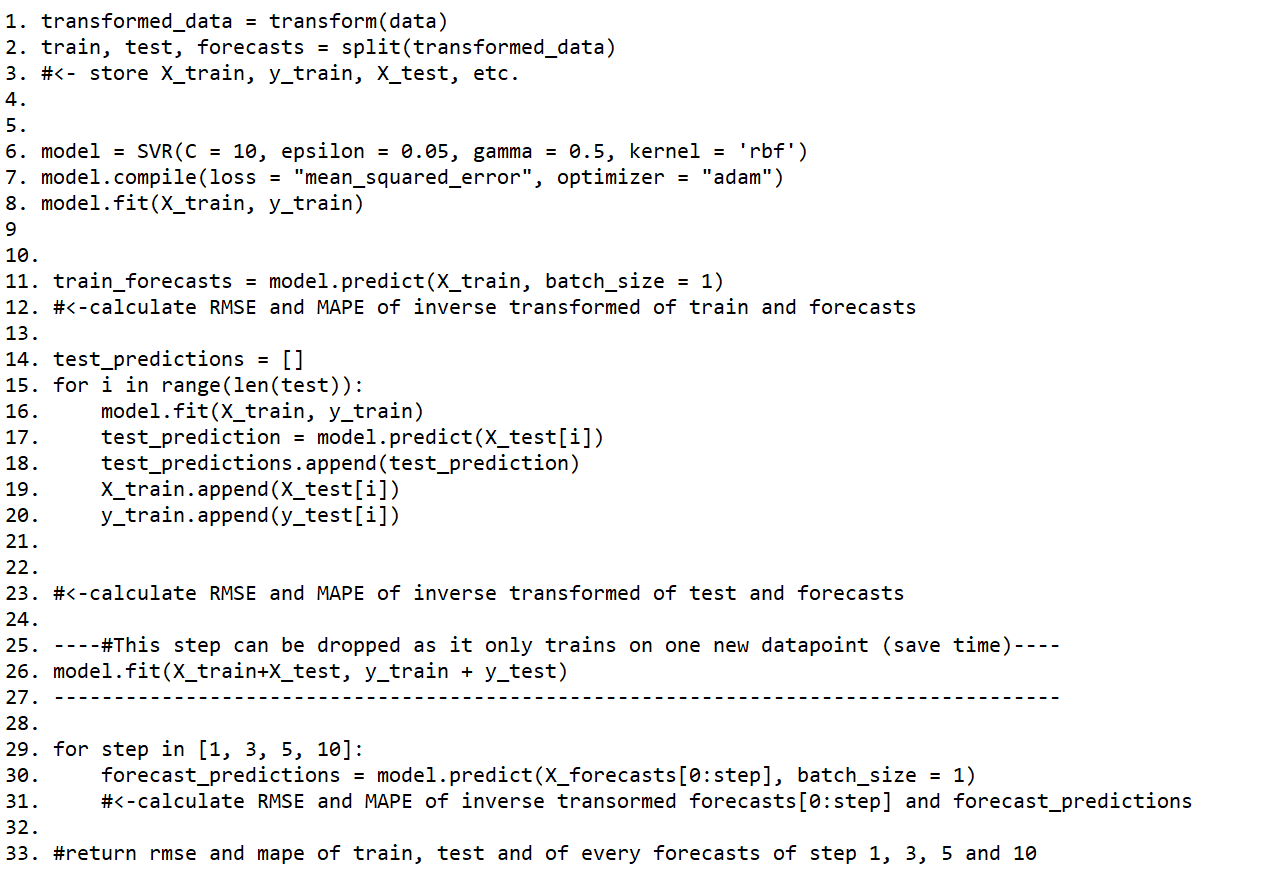 1. transformed_data = transform(data)
2. train, test, forecasts = split(transformed_data)
3. #<- store X_train, y_train, X_test, etc.
4.
5.
6. model = SVR(C = 10, epsilon = 0.05, gamma = 0.5, kernel = 'rbf')
7. model.compile(loss = "mean_squared_error", optimizer = "adam")
8. model.fit(X_train, y_train)
9
10.
11. train_forecasts = model.predict(X_train, batch_size = 1)
12. #<-calculate RMSE and MAPE of inverse transformed of train and forecasts
13.
14. test_predictions = []
15. for i in range(len(test)):
16.     model.fit(X_train, y_train)
17.     test_prediction = model.predict(X_test[i])
18.     test_predictions.append(test_prediction)
19.     X_train.append(X_test[i])
20.     y_train.append(y_test[i])
21.
22.
23. #<-calculate RMSE and MAPE of inverse transformed of test and forecasts
24.
25. ----#This step can be dropped as it only trains on one new datapoint (save time)----
26. model.fit(X_train+X_test, y_train + y_test)
27. ------------------------------------------------------------------------------------
28.
29. for step in [1, 3, 5, 10]:
30.     forecast_predictions = model.predict(X_forecasts[0:step], batch_size = 1)
31.     #<-calculate RMSE and MAPE of inverse transormed forecasts[0:step] and forecast_predictions
32.
33. #return rmse and mape of train, test and of every forecasts of step 1, 3, 5 and 10